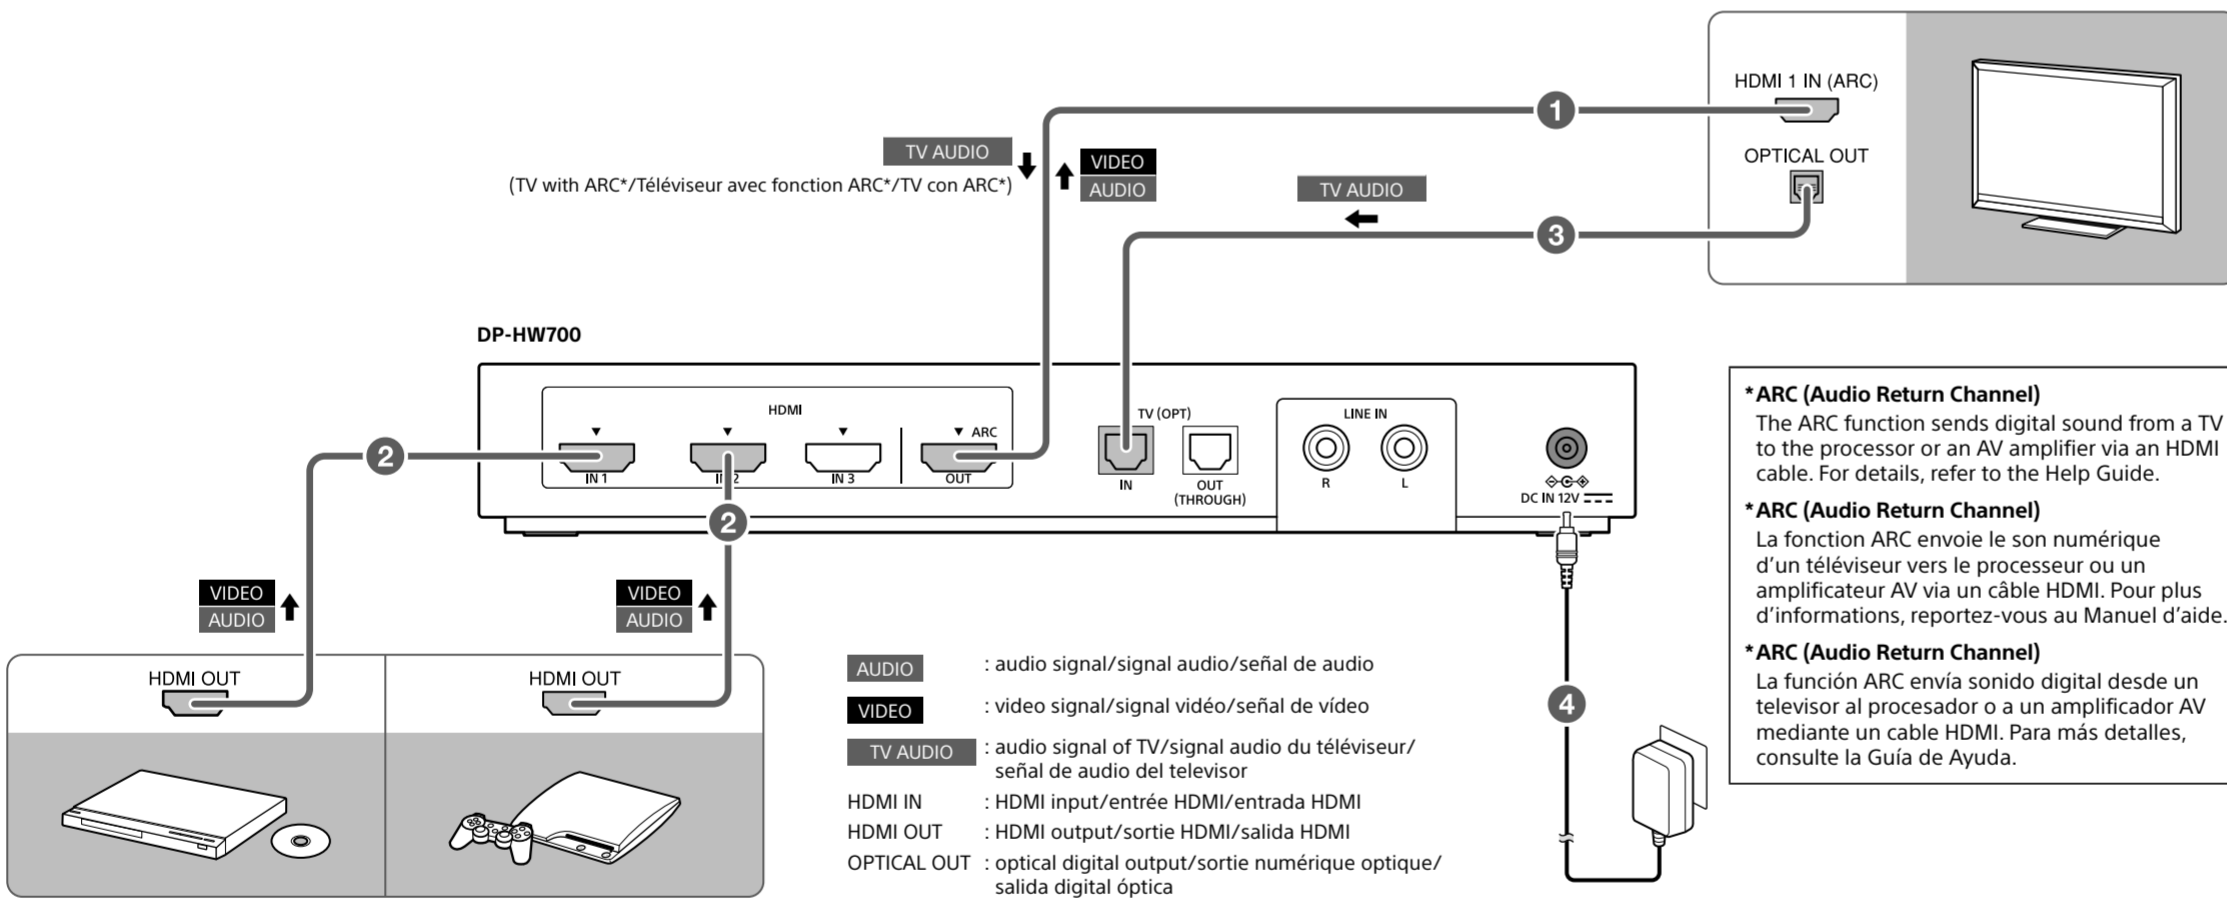 HDMI 1 IN (ARC)
OPTICAL OUT
1
TV AUDIO
(TV with ARC*/Téléviseur avec fonction ARC*/TV con ARC*)
VIDEO
AUDIO
TV AUDIO
3
DP-HW700
HDMI
ARC
IN 1
IN 2
IN 3
OUT
TV (OPT)
IN
OUT
(THROUGH)
LINE IN
R
L
DC IN 12V
2
2
VIDEO
AUDIO
VIDEO
AUDIO
HDMI OUT
HDMI OUT
4
AUDIO : audio signal/signal audio/señal de audio
VIDEO : video signal/signal vidéo/señal de vídeo
TV AUDIO : audio signal of TV/signal audio du téléviseur/
señal de audio del televisor
HDMI IN : HDMI input/entrée HDMI/entrada HDMI
HDMI OUT : HDMI output/sortie HDMI/salida HDMI
OPTICAL OUT : optical digital output/sortie numérique optique/
salida digital óptica
*ARC (Audio Return Channel)
The ARC function sends digital sound from a TV
to the processor or an AV amplifier via an HDMI
cable. For details, refer to the Help Guide.
*ARC (Audio Return Channel)
La fonction ARC envoie le son numérique
d’un téléviseur vers le processeur ou un
amplificateur AV via un câble HDMI. Pour plus
d’informations, reportez-vous au Manuel d’aide.
*ARC (Audio Return Channel)
La función ARC envía sonido digital desde un
televisor al procesador o a un amplificador AV
mediante un cable HDMI. Para más detalles,
consulte la Guía de Ayuda.